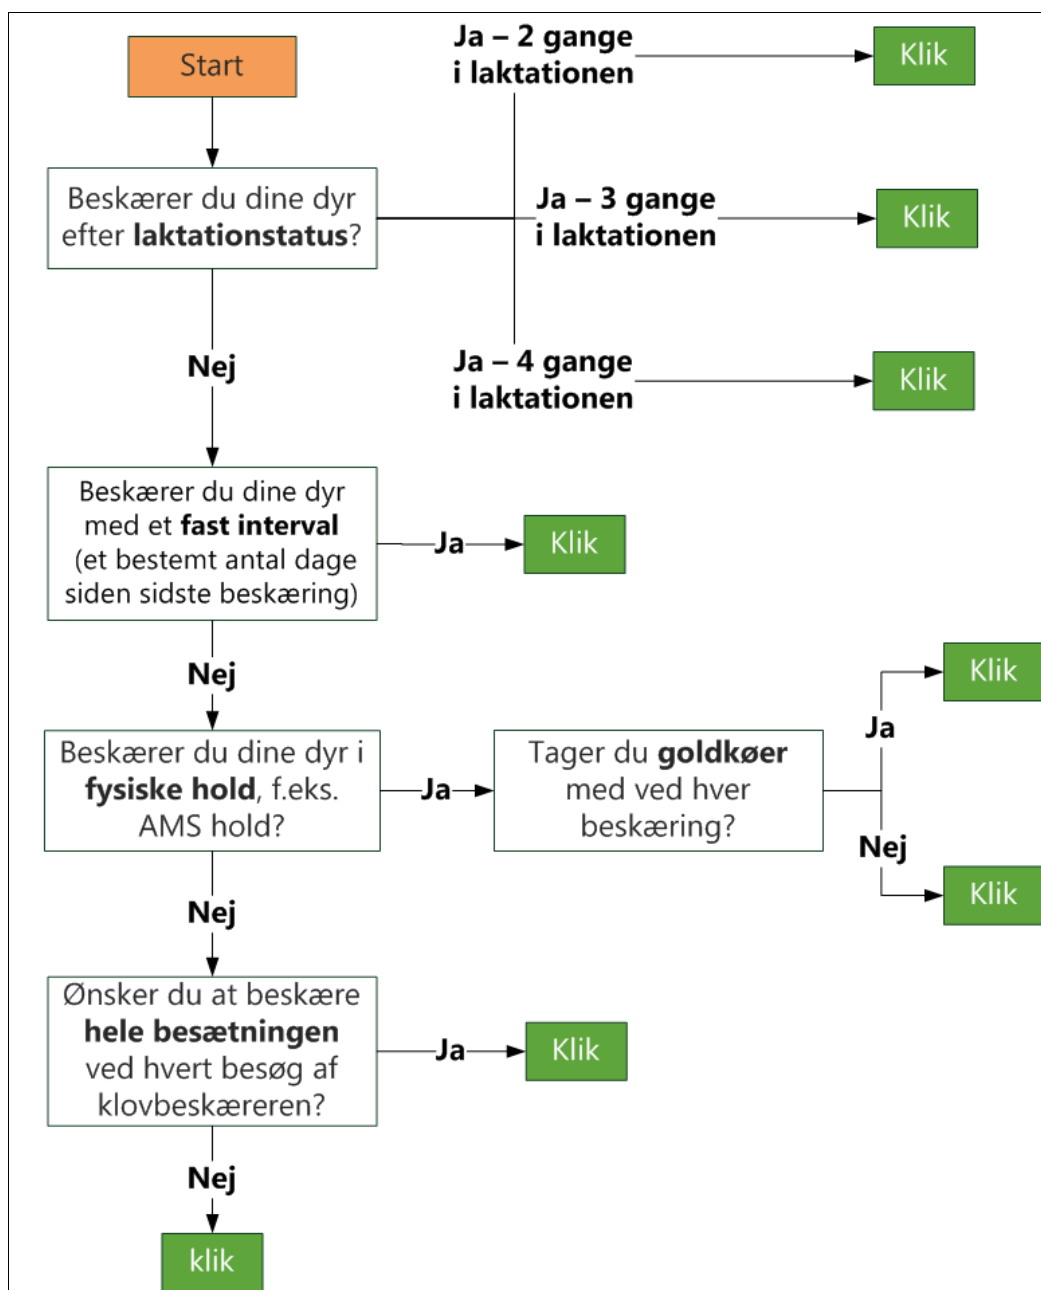 Start
Ja – 2 gange
i laktationen
Klik
Beskærer du dine dyr
efter laktationstatus?
Ja – 3 gange
i laktationen
Klik
Nej
Ja – 4 gange
i laktationen
Klik
Beskærer du dine dyr
med et fast interval
(et bestemt antal dage
siden sidste beskæring)
Ja
Klik
Nej
Beskærer du dine dyr i
fysiske hold, f.eks.
AMS hold?
Ja
Tager du goldkøer
med ved hver
beskæring?
Ja
Klik
Nej
Klik
Nej
Ønsker du at beskære
hele besætningen
ved hvert besøg af
klovbeskæreren?
Ja
Klik
Nej
klik